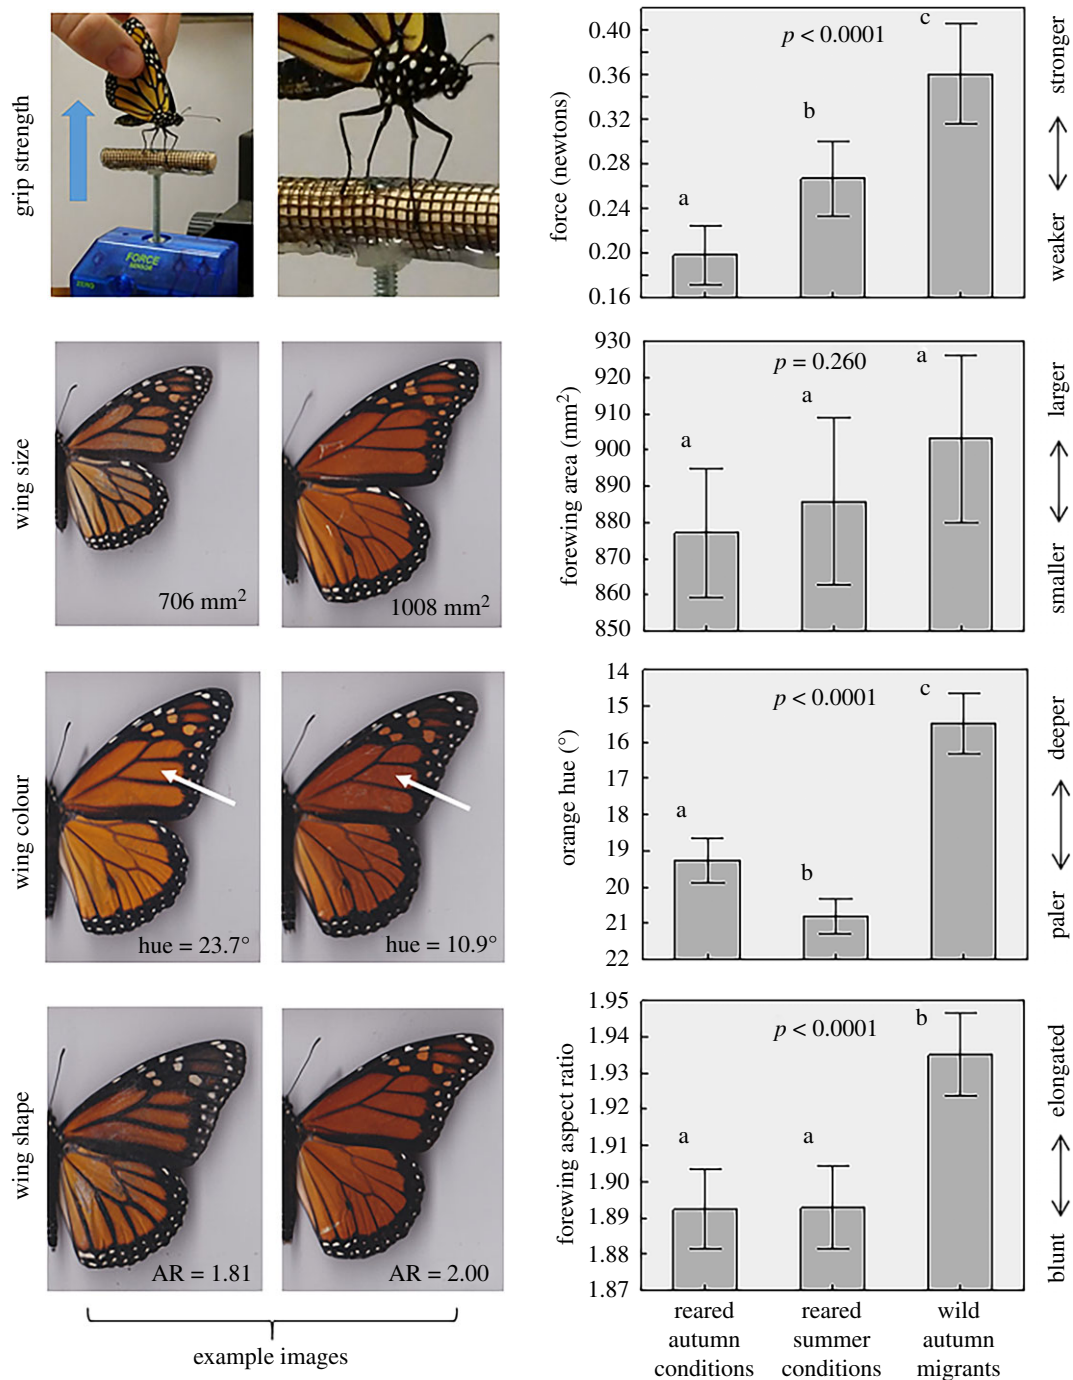 grip strength
FORCE
SENSOR
ZERO
wing size
706 mm²
1008 mm²
wing colour
hue = 23.7°
hue = 10.9°
wing shape
AR = 1.81
AR = 2.00
example images
force (newtons)
0.40
0.36
0.32
0.28
0.24
0.20
0.16
p < 0.0001
a
b
c
stronger
weaker
forewing area (mm²)
930
920
910
900
890
880
870
860
850
p = 0.260
a
a
a
larger
smaller
orange hue (°)
14
15
16
17
18
19
20
21
22
p < 0.0001
a
b
c
deeper
paler
forewing aspect ratio
1.95
1.94
1.93
1.92
1.91
1.90
1.89
1.88
1.87
p < 0.0001
a
a
b
elongated
blunt
reared
autumn
conditions
reared
summer
conditions
wild
autumn
migrants